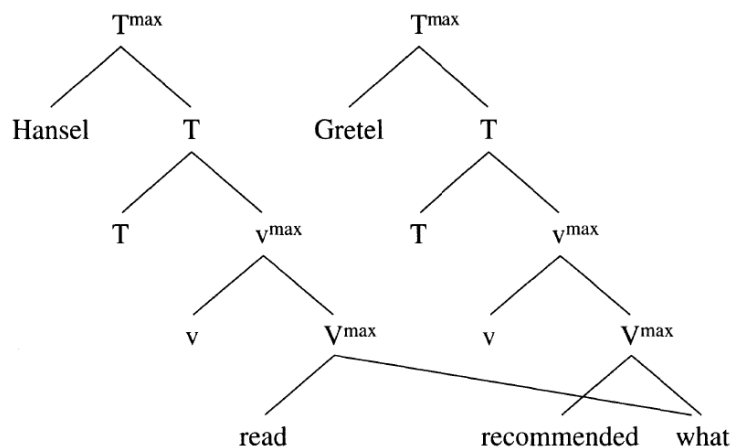 Tmax Tmax
Hansel T Gretel T
T vmax T vmax
v Vmax v Vmax
read recommended what